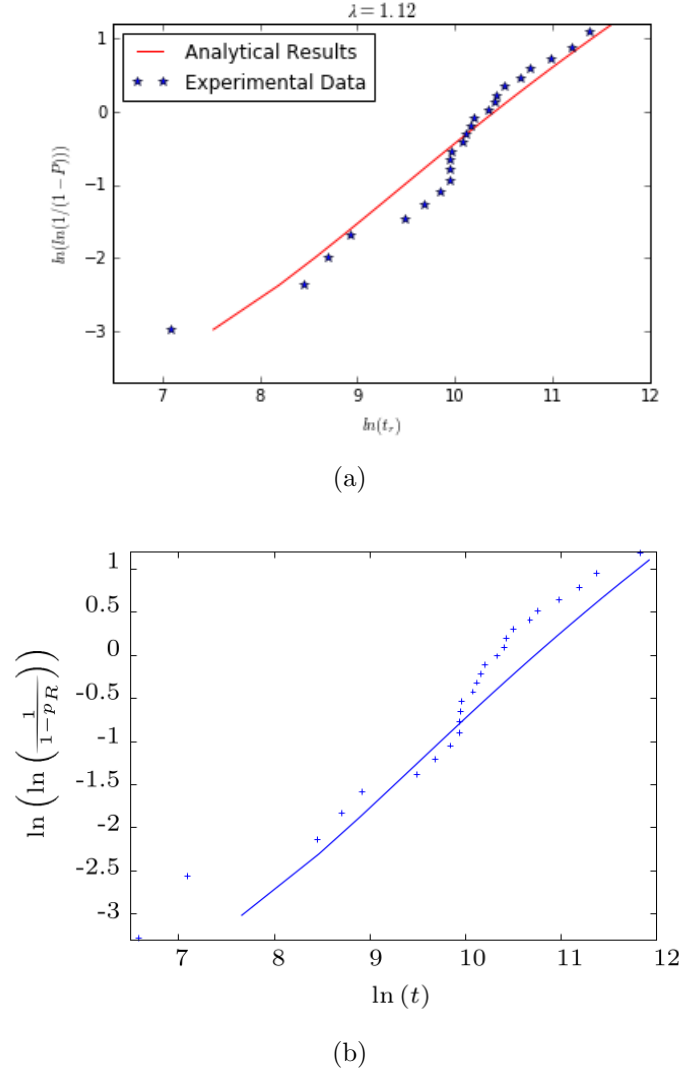 λ = 1.12
Analytical Results
Experimental Data
ln(ln(1/(1 − P)))
1
0
−1
−2
−3
7 8 9 10 11 12
ln(t_r)
(a)
ln(ln(1/(1−p_R)))
1
0.5
0
-0.5
-1
-1.5
-2
-2.5
-3
7 8 9 10 11 12
ln (t)
(b)